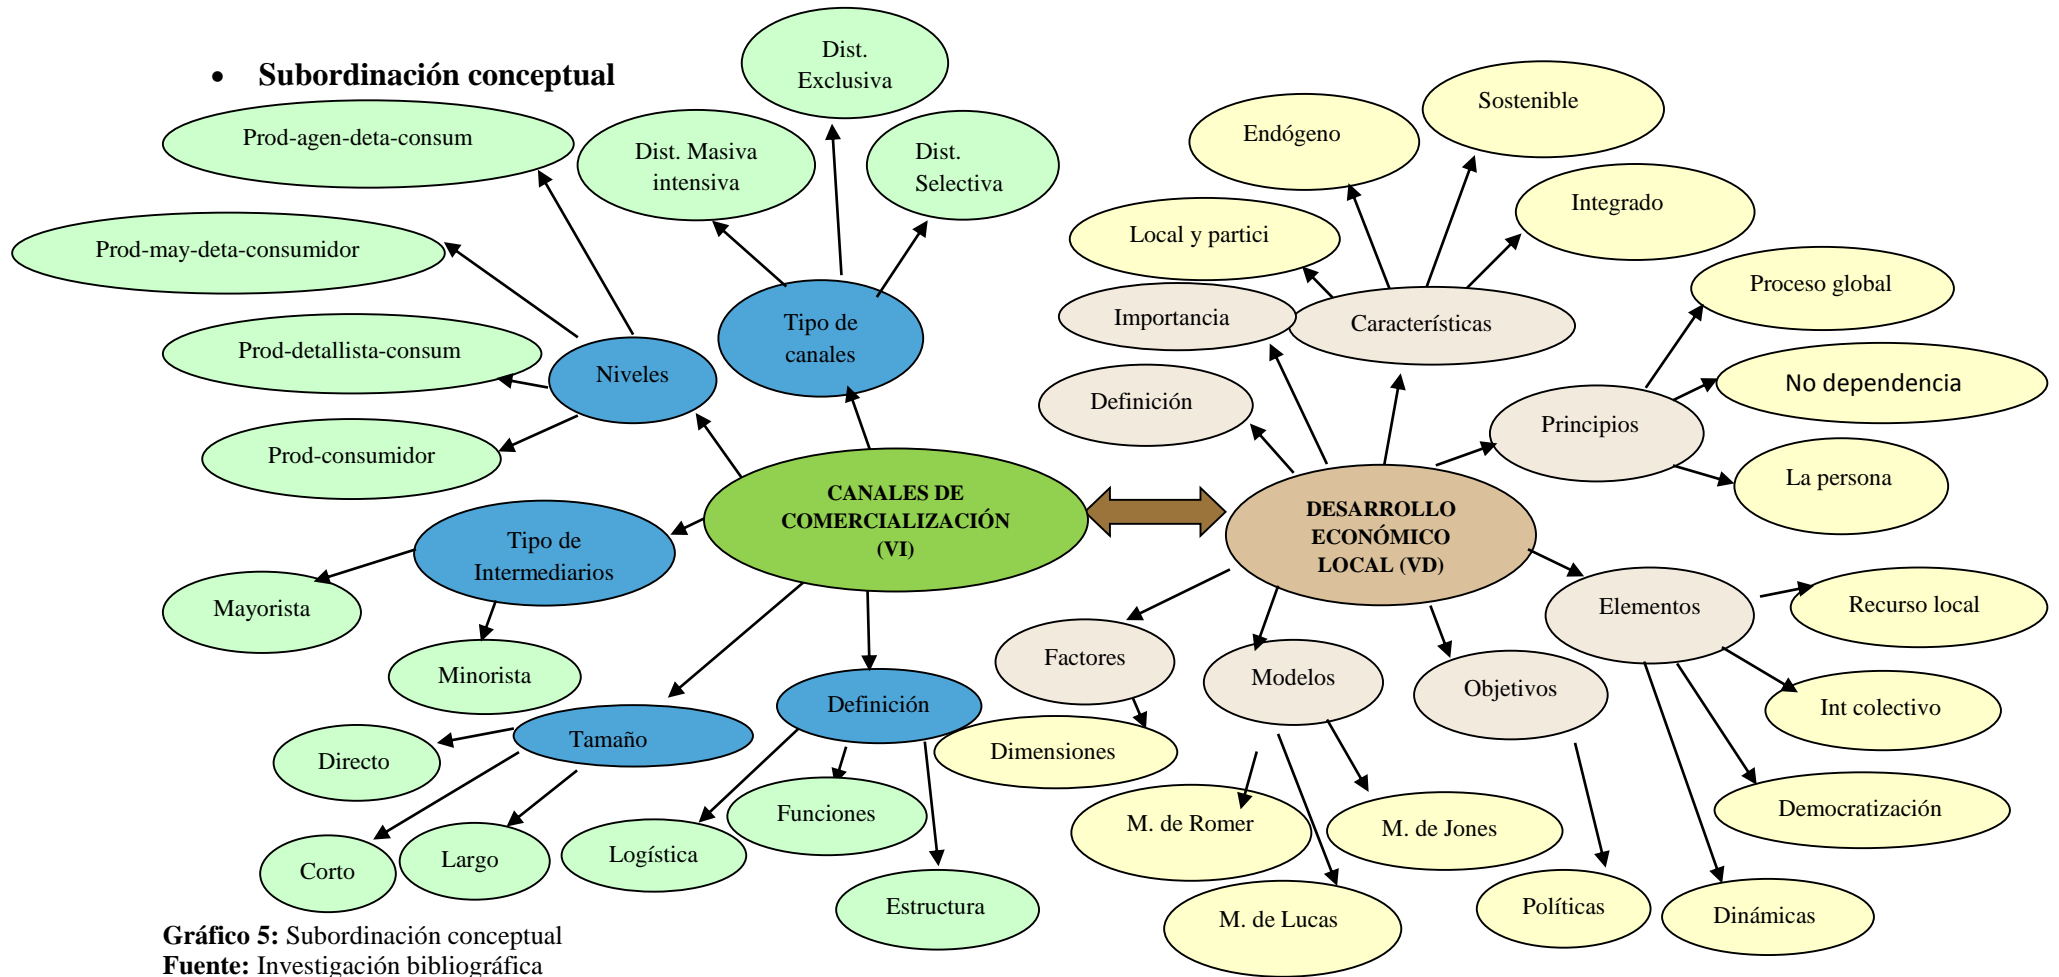 • Subordinación conceptual
Dist.
Exclusiva
Prod-agen-deta-consum
Dist. Masiva
intensiva
Dist.
Selectiva
Prod-may-deta-consumidor
Tipo de
canales
Prod-detallista-consum
Niveles
Prod-consumidor
CANALES DE
COMERCIALIZACIÓN
(VI)
Tipo de
Intermediarios
Mayorista
Minorista
Tamaño
Directo
Corto
Largo
Definición
Logística
Funciones
Estructura
Sostenible
Endógeno
Integrado
Local y partici
Importancia
Características
Definición
Proceso global
No dependencia
Principios
La persona
DESARROLLO
ECONÓMICO
LOCAL (VD)
Elementos
Recurso local
Int colectivo
Democratización
Dinámicas
Factores
Dimensiones
Modelos
M. de Romer
M. de Jones
M. de Lucas
Objetivos
Políticas
Gráfico 5: Subordinación conceptual
Fuente: Investigación bibliográfica